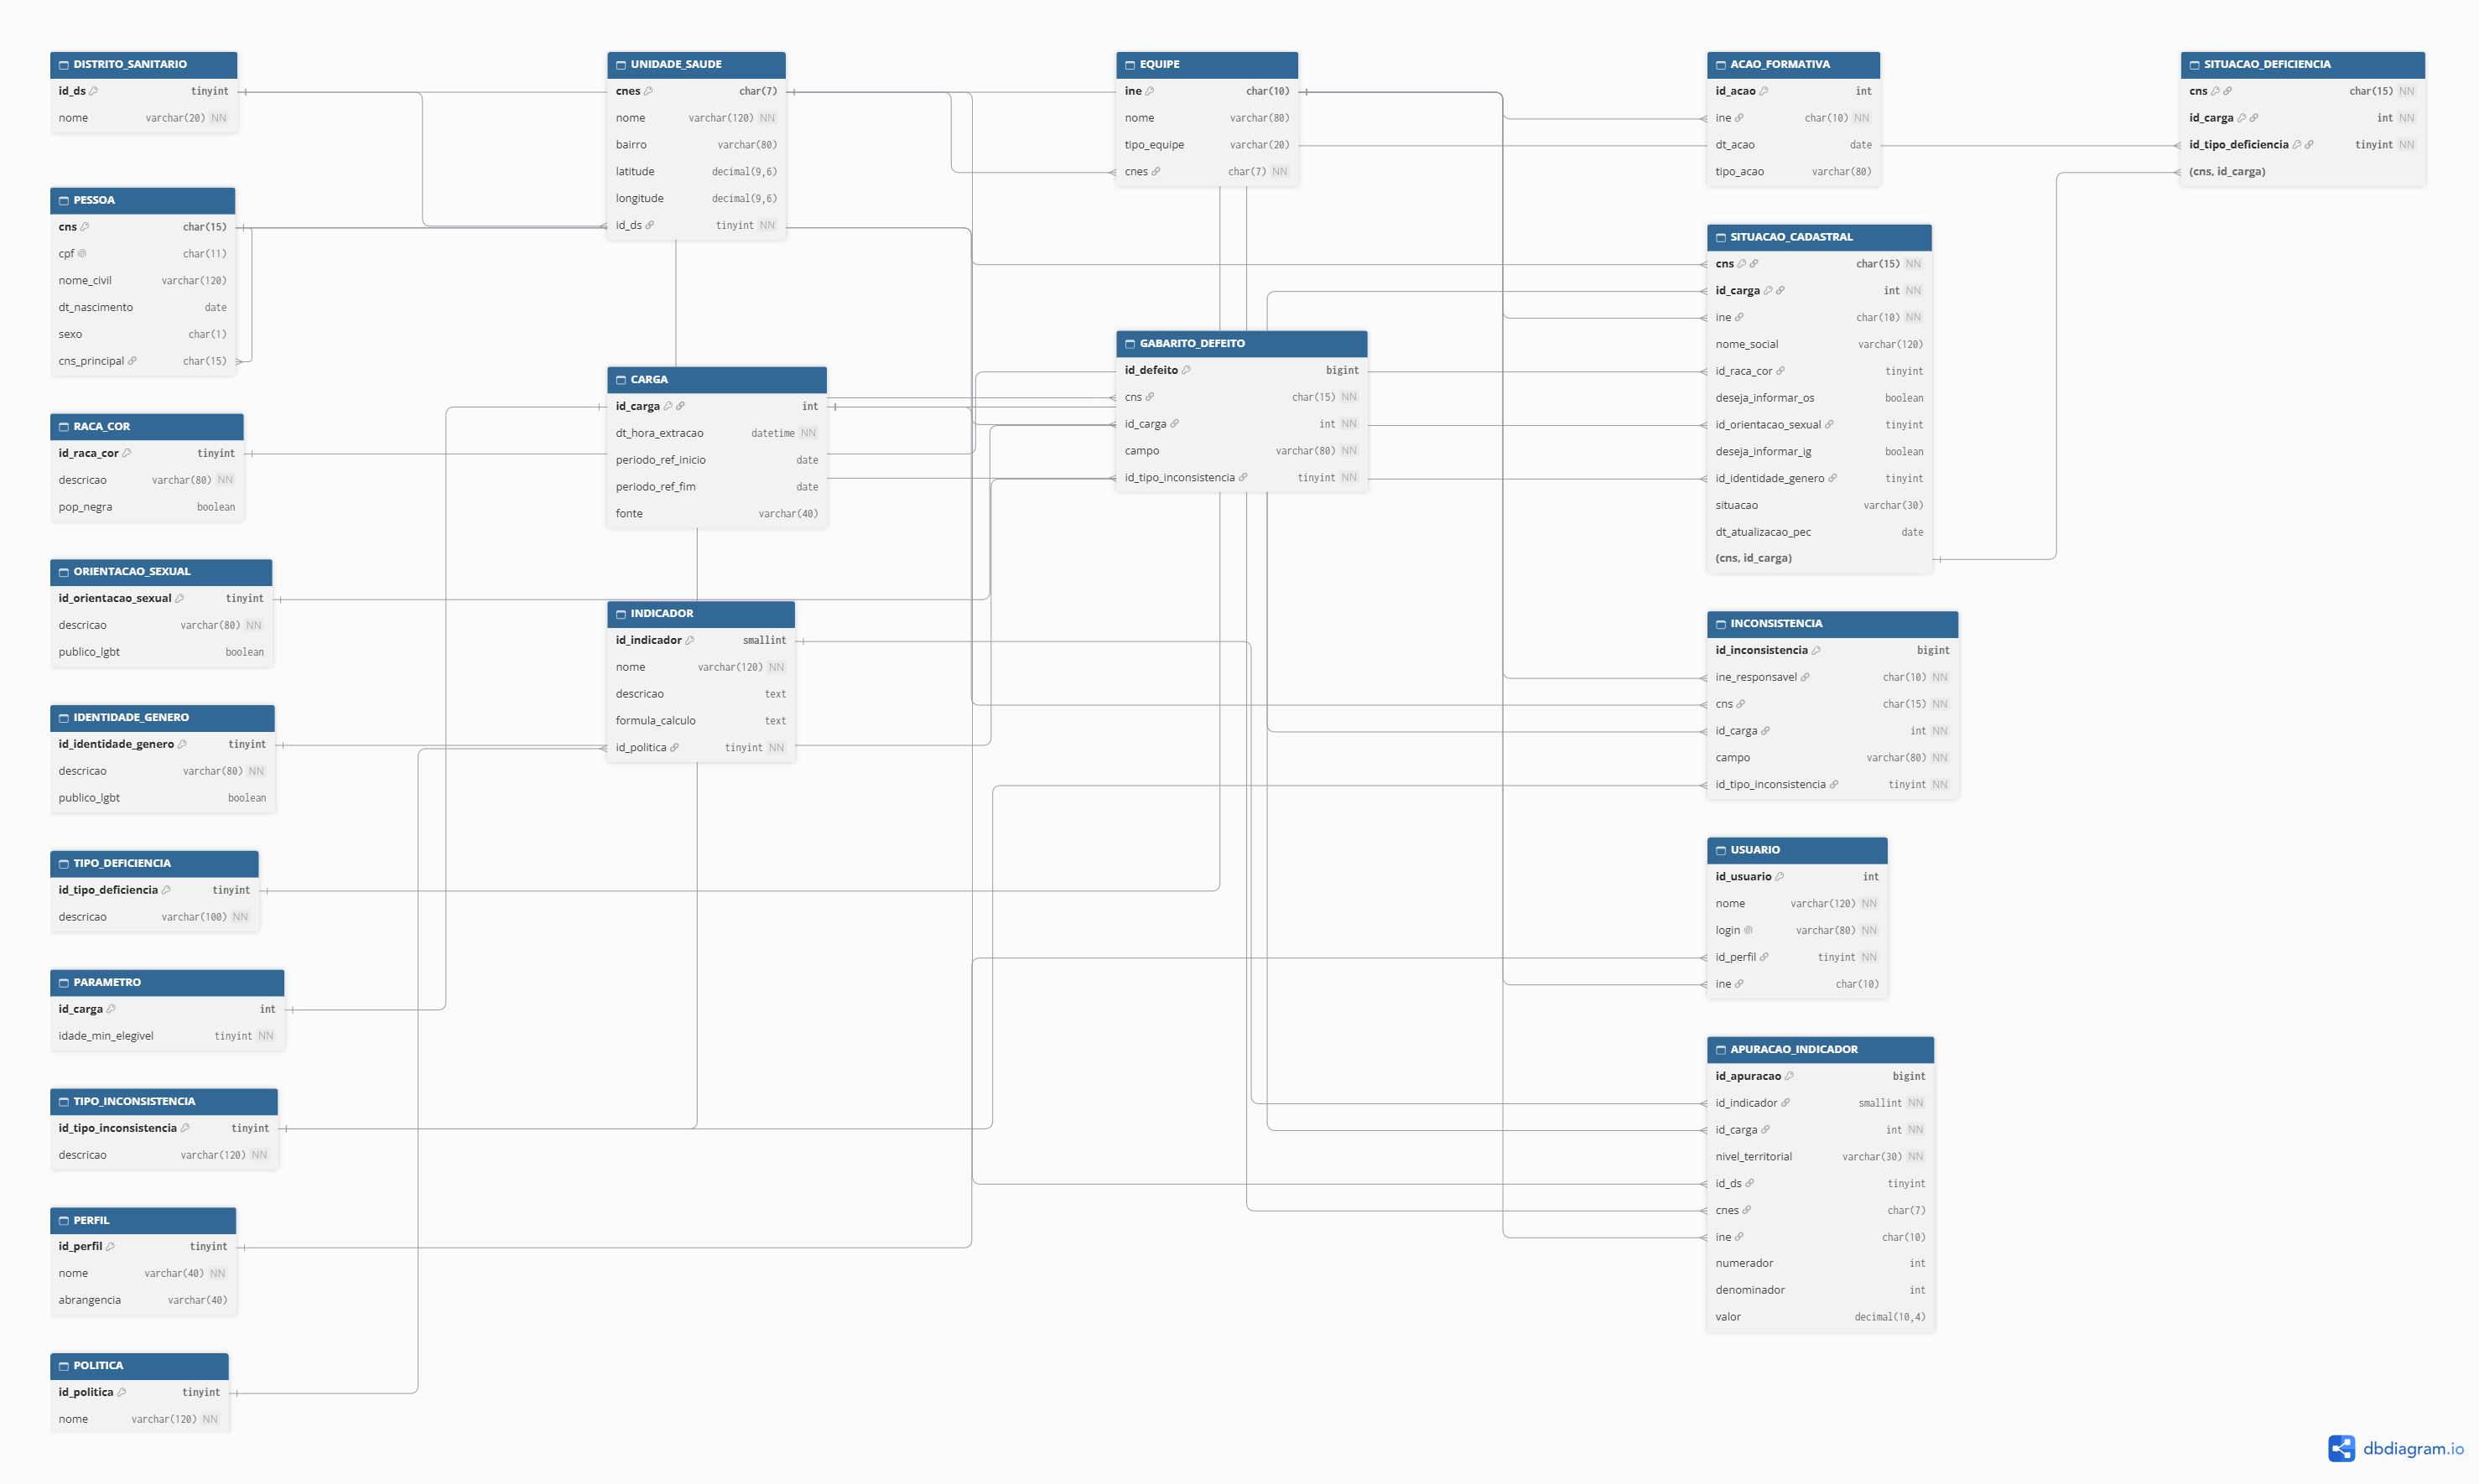 DISTRITO_SANITARIO
id_ds tinyint
nome varchar(20) NN
PESSOA
cns char(15)
cpf char(11)
nome_civil varchar(120)
dt_nascimento date
sexo char(1)
cns_principal char(15)
RACA_COR
id_raca_cor tinyint
descricao varchar(80) NN
pop_negra boolean
ORIENTACAO_SEXUAL
id_orientacao_sexual tinyint
descricao varchar(80) NN
publico_lgbt boolean
IDENTIDADE_GENERO
id_identidade_genero tinyint
descricao varchar(80) NN
publico_lgbt boolean
TIPO_DEFICIENCIA
id_tipo_deficiencia tinyint
descricao varchar(100) NN
PARAMETRO
id_carga int
idade_min_elegivel tinyint NN
TIPO_INCONSISTENCIA
id_tipo_inconsistencia tinyint
descricao varchar(120) NN
PERFIL
id_perfil tinyint
nome varchar(40) NN
abrangencia varchar(40)
POLITICA
id_politica tinyint
nome varchar(120) NN
UNIDADE_SAUDE
cnes char(7)
nome varchar(120) NN
bairro varchar(80)
latitude decimal(9,6)
longitude decimal(9,6)
id_ds tinyint NN
CARGA
id_carga int
dt_hora_extracao datetime NN
periodo_ref_inicio date
periodo_ref_fim date
fonte varchar(40)
INDICADOR
id_indicador smallint
nome varchar(120) NN
descricao text
formula_calculo text
id_politica tinyint NN
EQUIPE
ine char(10)
nome varchar(80)
tipo_equipe varchar(20)
cnes char(7) NN
GABARITO_DEFEITO
id_defeito bigint
cns char(15) NN
id_carga int NN
campo varchar(80) NN
id_tipo_inconsistencia tinyint NN
ACAO_FORMATIVA
id_acao int
ine char(10) NN
dt_acao date
tipo_acao varchar(80)
SITUACAO_CADASTRAL
cns char(15) NN
id_carga int NN
ine char(10) NN
nome_social varchar(120)
id_raca_cor tinyint
deseja_informar_os boolean
id_orientacao_sexual tinyint
deseja_informar_ig boolean
id_identidade_genero tinyint
situacao varchar(30)
dt_atualizacao_pec date
(cns, id_carga)
INCONSISTENCIA
id_inconsistencia bigint
ine_responsavel char(10) NN
cns char(15) NN
id_carga int NN
campo varchar(80) NN
id_tipo_inconsistencia tinyint NN
USUARIO
id_usuario int
nome varchar(120) NN
login varchar(80) NN
id_perfil tinyint NN
ine char(10)
APURACAO_INDICADOR
id_apuracao bigint
id_indicador smallint NN
id_carga int NN
nivel_territorial varchar(30) NN
id_ds tinyint
cnes char(7)
ine char(10)
numerador int
denominador int
valor decimal(10,4)
SITUACAO_DEFICIENCIA
cns char(15) NN
id_carga int NN
id_tipo_deficiencia tinyint NN
(cns, id_carga)
dbdiagram.io